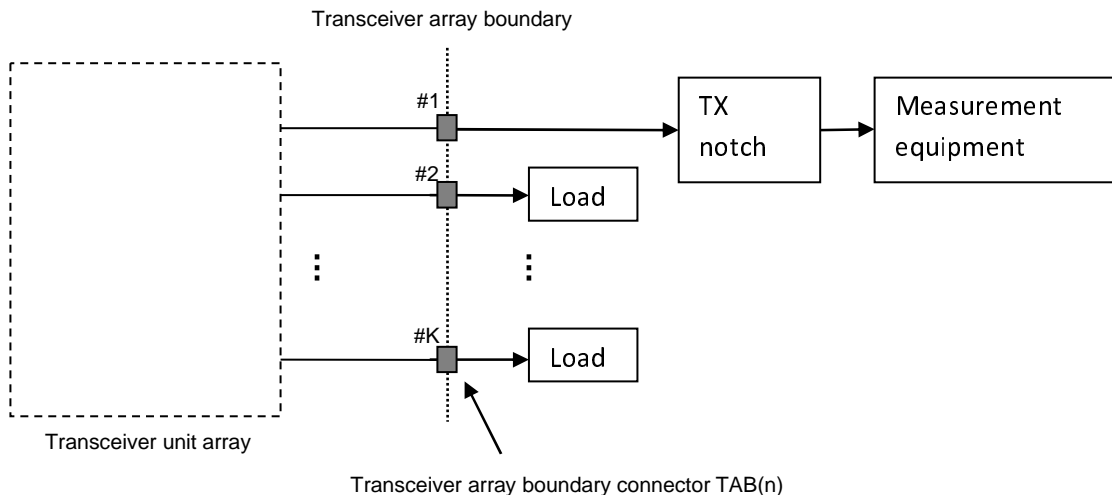 Transceiver array boundary
#1
TX
notch
Measurement
equipment
#2
Load
#K
Load
Transceiver unit array
Transceiver array boundary connector TAB(n)